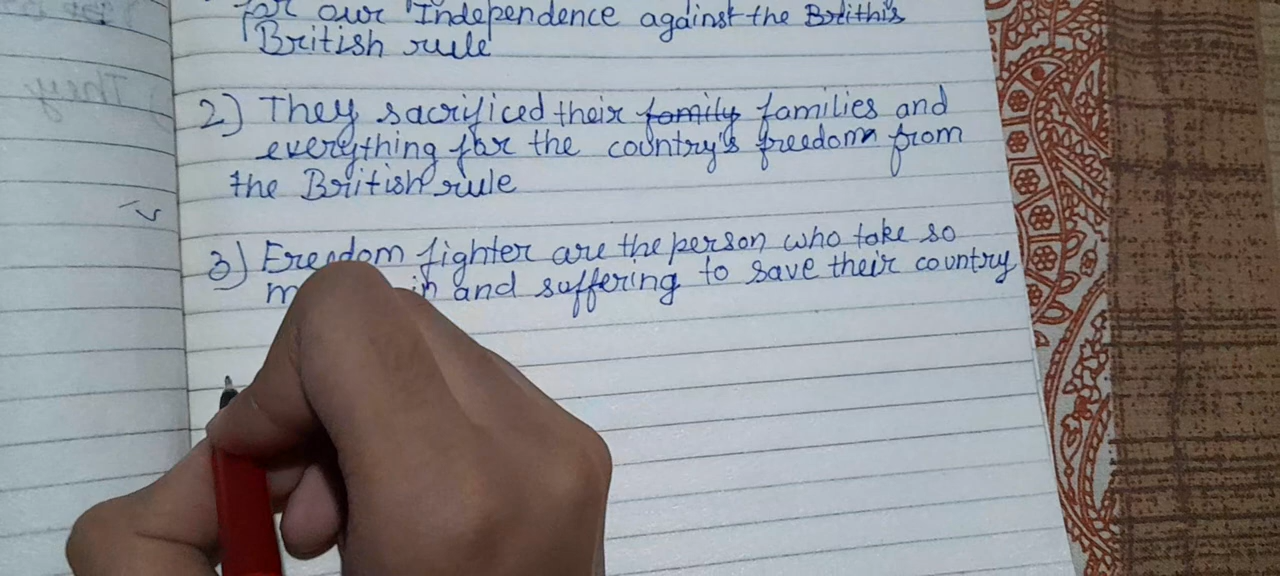 for our Independence against the Brithis
British rule
2) They sacrificed their family families and
everything for the country's freedom from
the British rule
3) Freedom fighter are the person who take so
and suffering to save their country
They